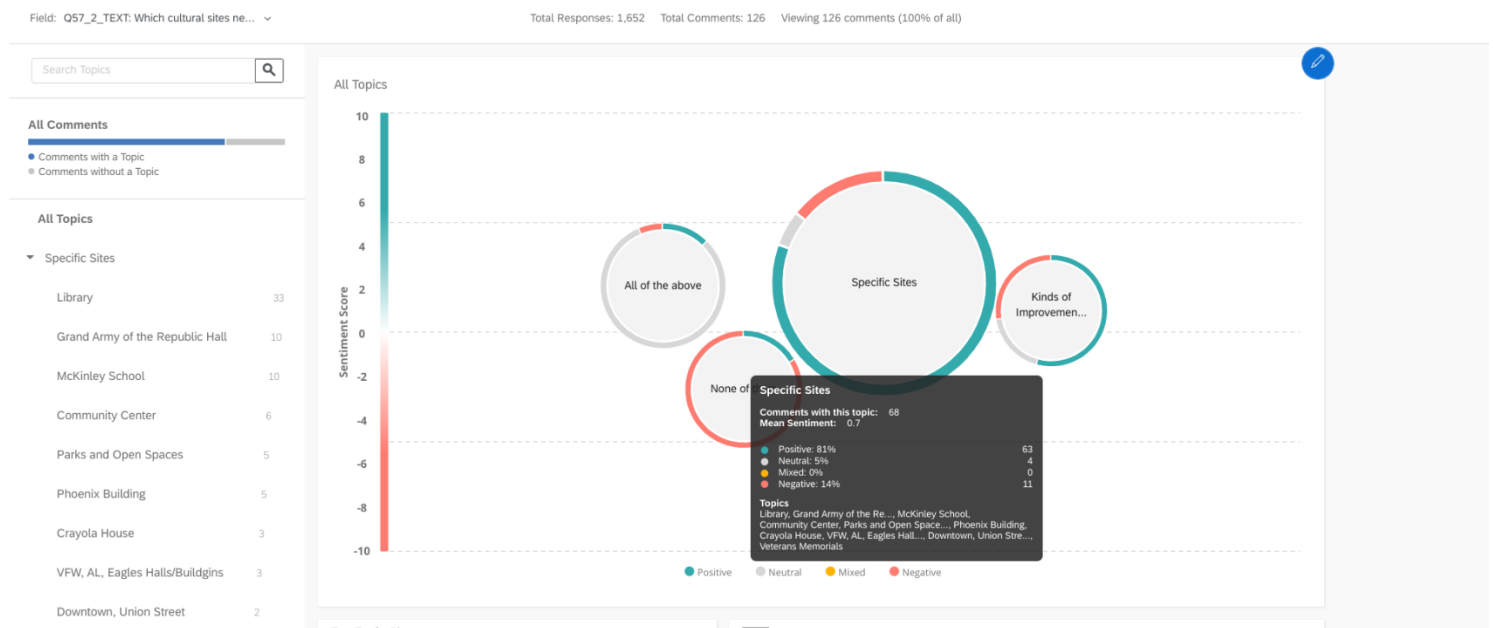 Field: Q57_2_TEXT: Which cultural sites ne...
Total Responses: 1,652 Total Comments: 126 Viewing 126 comments (100% of all)
Search Topics
All Comments
Comments with a Topic
Comments without a Topic
All Topics
Specific Sites
Library 33
Grand Army of the Republic Hall 10
McKinley School 10
Community Center 6
Parks and Open Spaces 5
Phoenix Building 5
Crayola House 3
VFW, AL, Eagles Halls/Buildgins 3
Downtown, Union Street 2
All Topics
Sentiment Score
10
8
6
4
2
0
-2
-4
-6
-8
-10
All of the above
Specific Sites
Kinds of
Improvemen...
None of
Specific Sites
Comments with this topic: 68
Mean Sentiment: 0.7
Positive: 81% 63
Neutral: 5% 4
Mixed: 0% 0
Negative: 14% 11
Topics
Library, Grand Army of the Re..., McKinley School,
Community Center, Parks and Open Space..., Phoenix Building,
Crayola House, VFW, AL, Eagles Hall..., Downtown, Union Stre...,
Veterans Memorials
Positive Neutral Mixed Negative